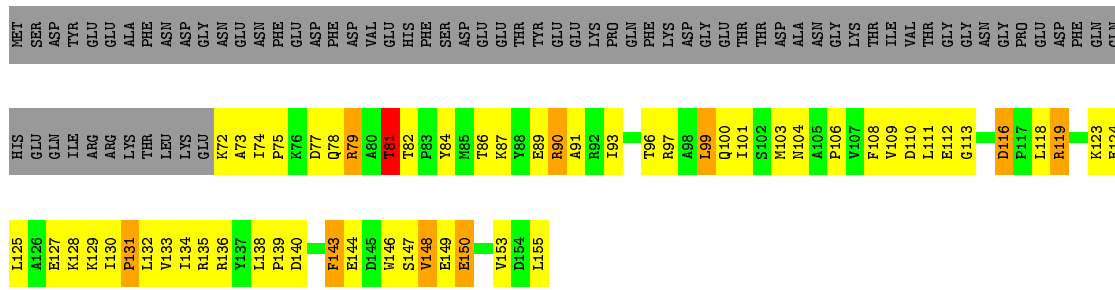 MET SER ASP TYR GLU GLU ALA PHE ASN ASP GLY ASN GLU ASN PHE GLU ASP PHE ASP VAL GLU HIS PHE SER ASP GLU GLU THR TYR GLU GLU LYS PRO GLN PHE LYS ASP GLY GLU THR THR ASP ALA ASN GLY LYS THR ILE VAL THR GLY GLY ASN GLY PRO GLU ASP PHE GLN GLN
HIS GLU GLN ILE ARG ARG LYS THR LEU LYS GLU K72 A73 I74 P75 K76 D77 Q78 R79 A80 T81 T82 P83 Y84 M85 T86 K87 Y88 E89 R90 A91 R92 I93 T96 R97 A98 L99 Q100 I101 S102 M103 N104 A105 P106 V107 F108 V109 D110 L111 E112 G113 D116 P117 L118 R119 K123 E124
L125 A126 E127 K128 K129 I130 P131 L132 V133 I134 R135 R136 Y137 L138 P139 D140 F143 E144 D145 W146 S147 V148 E149 E150 V153 D154 L155